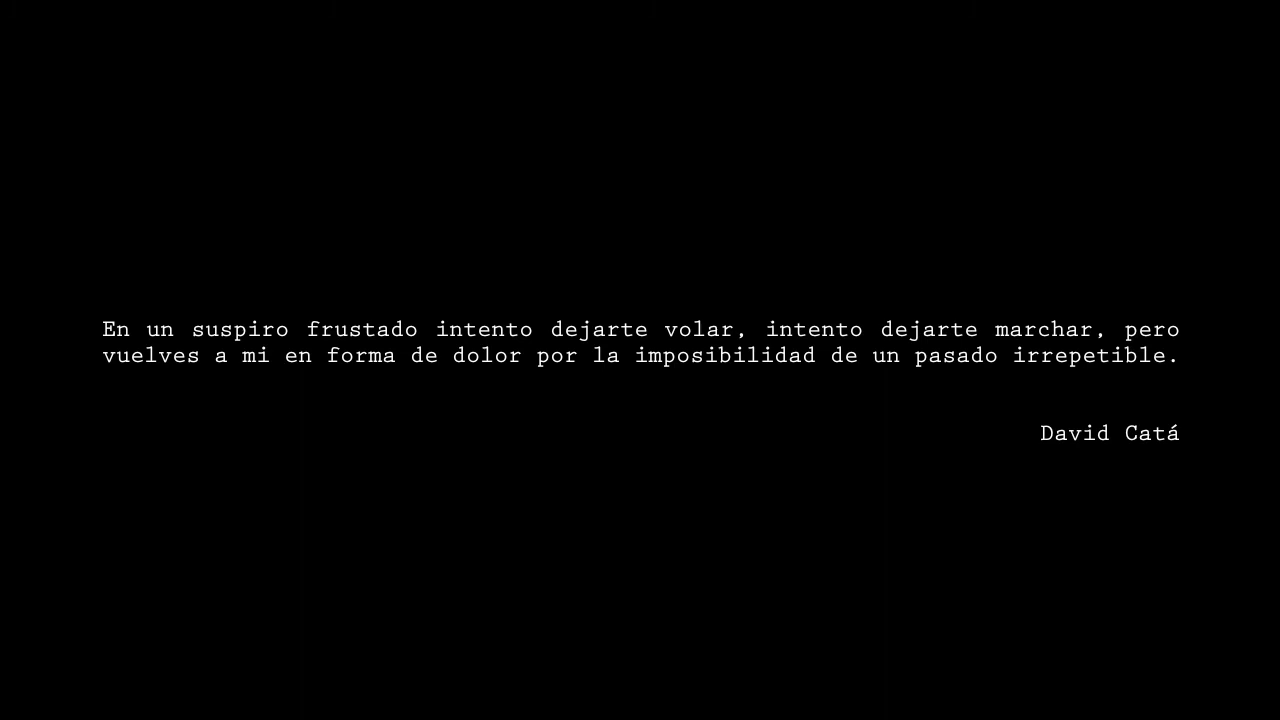 En un suspiro frustado intento dejarte volar, intento dejarte marchar, pero
vuelves a mi en forma de dolor por la imposibilidad de un pasado irrepetible.
David Catá